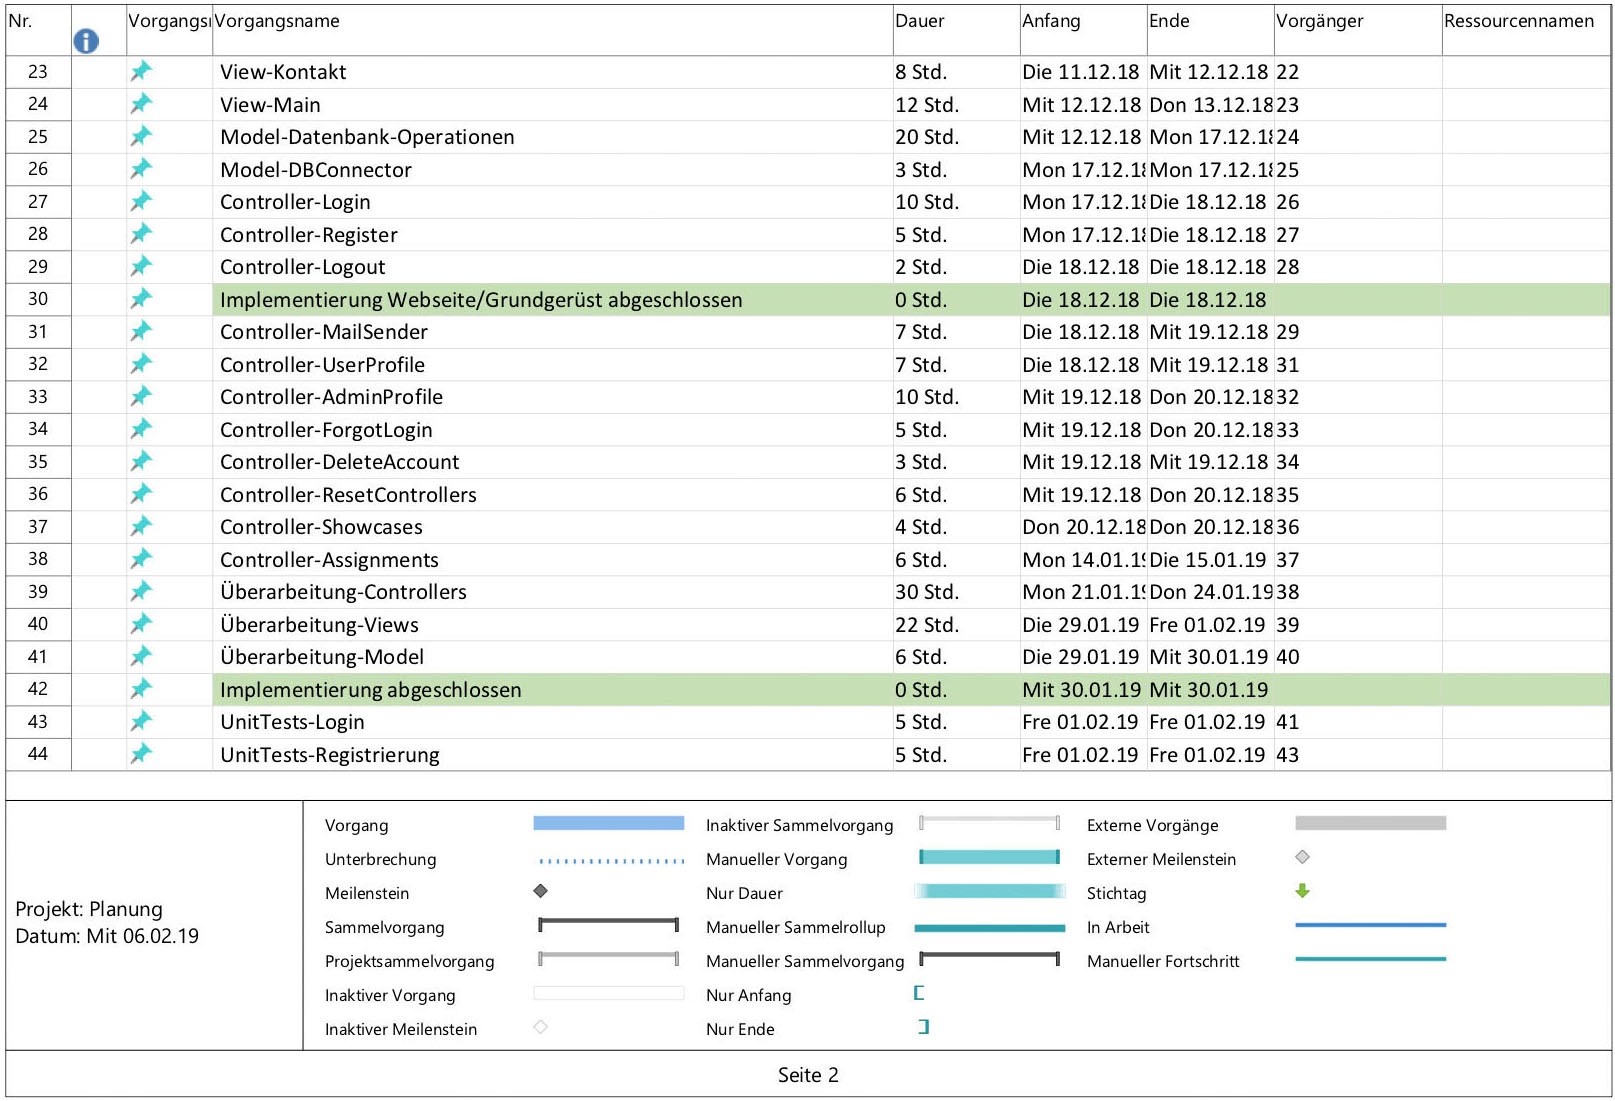 Nr. Vorgangsr Vorgangsname Dauer Anfang Ende Vorgänger Ressourcennamen
23 View-Kontakt 8 Std. Die 11.12.18 Mit 12.12.18 22
24 View-Main 12 Std. Mit 12.12.18 Don 13.12.18 23
25 Model-Datenbank-Operationen 20 Std. Mit 12.12.18 Mon 17.12.18 24
26 Model-DBConnector 3 Std. Mon 17.12.18 Mon 17.12.18 25
27 Controller-Login 10 Std. Mon 17.12.18 Die 18.12.18 26
28 Controller-Register 5 Std. Mon 17.12.18 Die 18.12.18 27
29 Controller-Logout 2 Std. Die 18.12.18 Die 18.12.18 28
30 Implementierung Webseite/Grundgerüst abgeschlossen 0 Std. Die 18.12.18 Die 18.12.18
31 Controller-MailSender 7 Std. Die 18.12.18 Mit 19.12.18 29
32 Controller-UserProfile 7 Std. Die 18.12.18 Mit 19.12.18 31
33 Controller-AdminProfile 10 Std. Mit 19.12.18 Don 20.12.18 32
34 Controller-ForgotLogin 5 Std. Mit 19.12.18 Don 20.12.18 33
35 Controller-DeleteAccount 3 Std. Mit 19.12.18 Mit 19.12.18 34
36 Controller-ResetControllers 6 Std. Mit 19.12.18 Don 20.12.18 35
37 Controller-Showcases 4 Std. Don 20.12.18 Don 20.12.18 36
38 Controller-Assignments 6 Std. Mon 14.01.19 Die 15.01.19 37
39 Überarbeitung-Controllers 30 Std. Mon 21.01.19 Don 24.01.19 38
40 Überarbeitung-Views 22 Std. Die 29.01.19 Fre 01.02.19 39
41 Überarbeitung-Model 6 Std. Die 29.01.19 Mit 30.01.19 40
42 Implementierung abgeschlossen 0 Std. Mit 30.01.19 Mit 30.01.19
43 UnitTests-Login 5 Std. Fre 01.02.19 Fre 01.02.19 41
44 UnitTests-Registrierung 5 Std. Fre 01.02.19 Fre 01.02.19 43
Projekt: Planung
Datum: Mit 06.02.19
Vorgang
Unterbrechung
Meilenstein
Sammelvorgang
Projektsammelvorgang
Inaktiver Vorgang
Inaktiver Meilenstein
Inaktiver Sammelvorgang
Manueller Vorgang
Nur Dauer
Manueller Sammelrollup
Manueller Sammelvorgang
Nur Anfang
Nur Ende
Externe Vorgänge
Externer Meilenstein
Stichtag
In Arbeit
Manueller Fortschritt
Seite 2